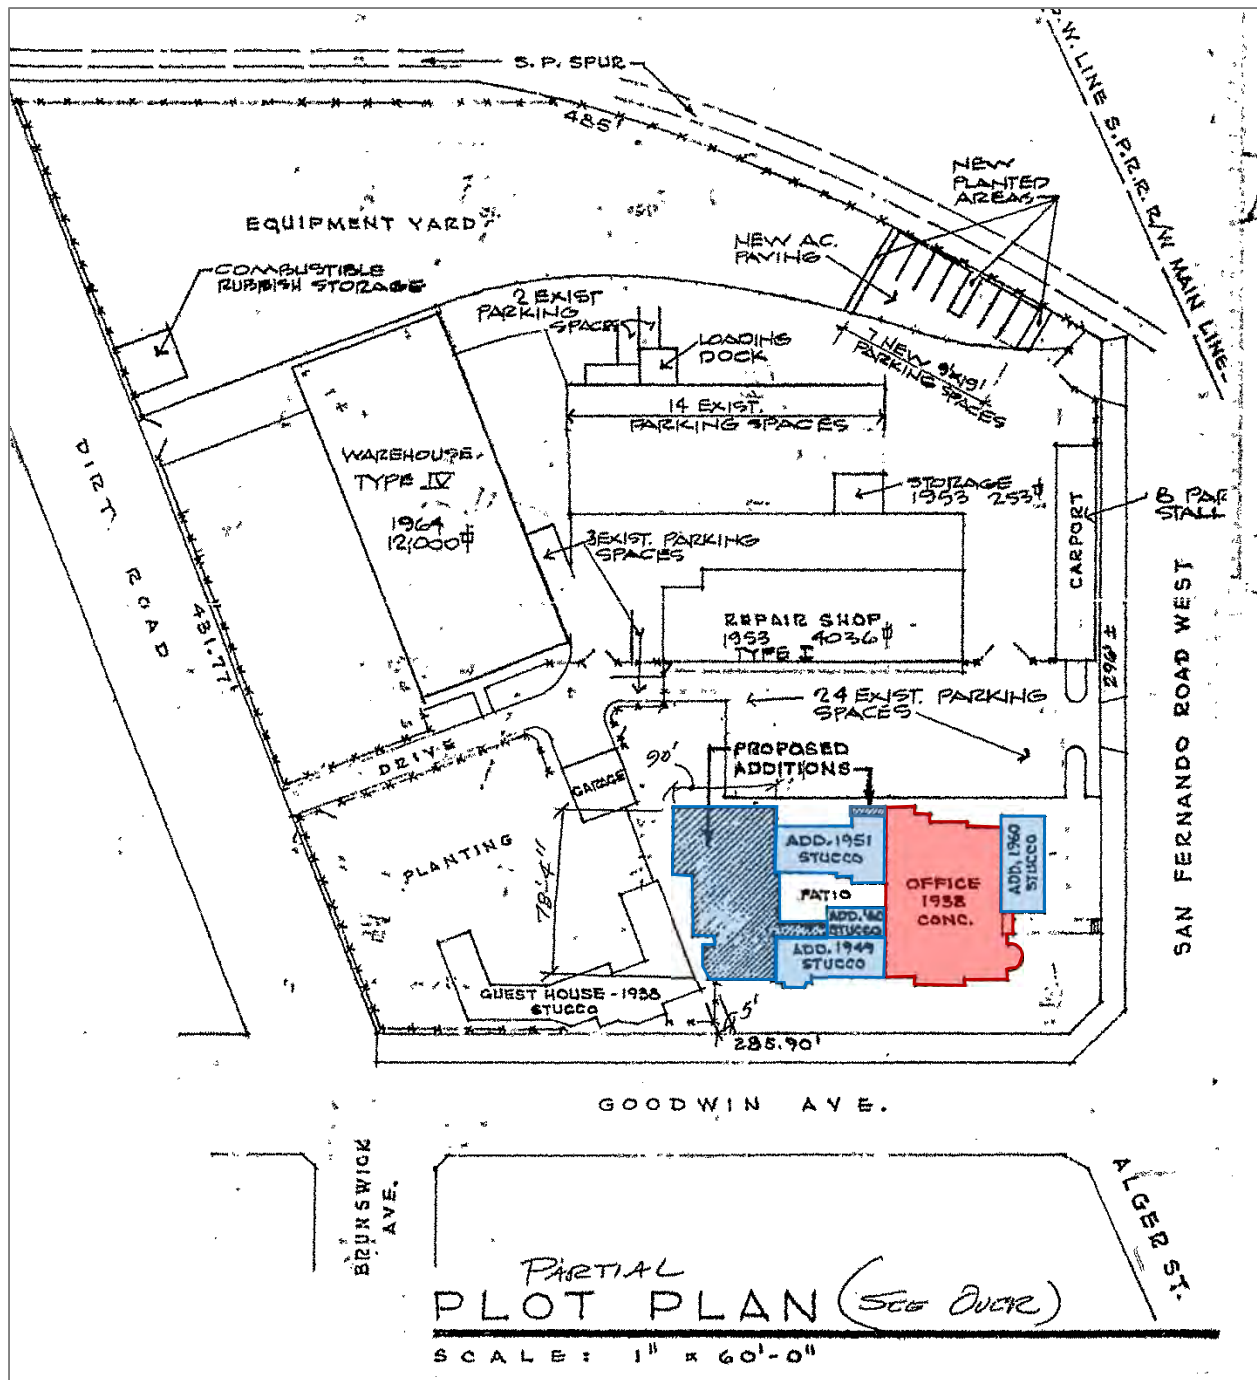 S.P. SPUR
R.W. LINE S.P.R.R. R/W MAIN LINE
485'
NEW
PLANTED
AREAS
EQUIPMENT YARD
NEW A.C.
PAVING
COMBUSTIBLE
RUBBISH STORAGE
2 EXIST
PARKING
SPACES
LOADING
DOCK
7 NEW 9'x19'
PARKING SPACES
14 EXIST.
PARKING SPACES
DIRT ROAD
WAREHOUSE
TYPE IV
1964
12,000
STORAGE
1953 253
8 PAR
STALL
CARPORT
3 EXIST. PARKING
SPACES
SAN FERNANDO ROAD WEST
431.77'
REPAIR SHOP
1953 4036
TYPE I
296' ±
24 EXIST. PARKING
SPACES
DRIVE
90'
PROPOSED
ADDITIONS
GARAGE
PLANTING
78'-4"
ADD. 1951
STUCCO
OFFICE
1938
CONC.
ADD. 1960
STUCCO
PATIO
ADD. '60
STUCCO
ADD. 1949
STUCCO
GUEST HOUSE - 1938
STUCCO
5'
285.90'
GOODWIN AVE.
BRUNSWICK
AVE.
ALGER ST.
PARTIAL
PLOT PLAN (SEE OVER)
SCALE: 1" = 60'-0"